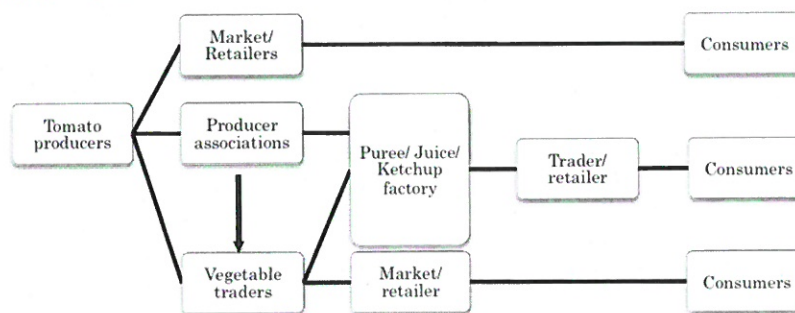 Market/
Retailers
Consumers
Tomato
producers
Producer
associations
Puree/ Juice/
Ketchup
factory
Trader/
retailer
Consumers
Vegetable
traders
Market/
retailer
Consumers